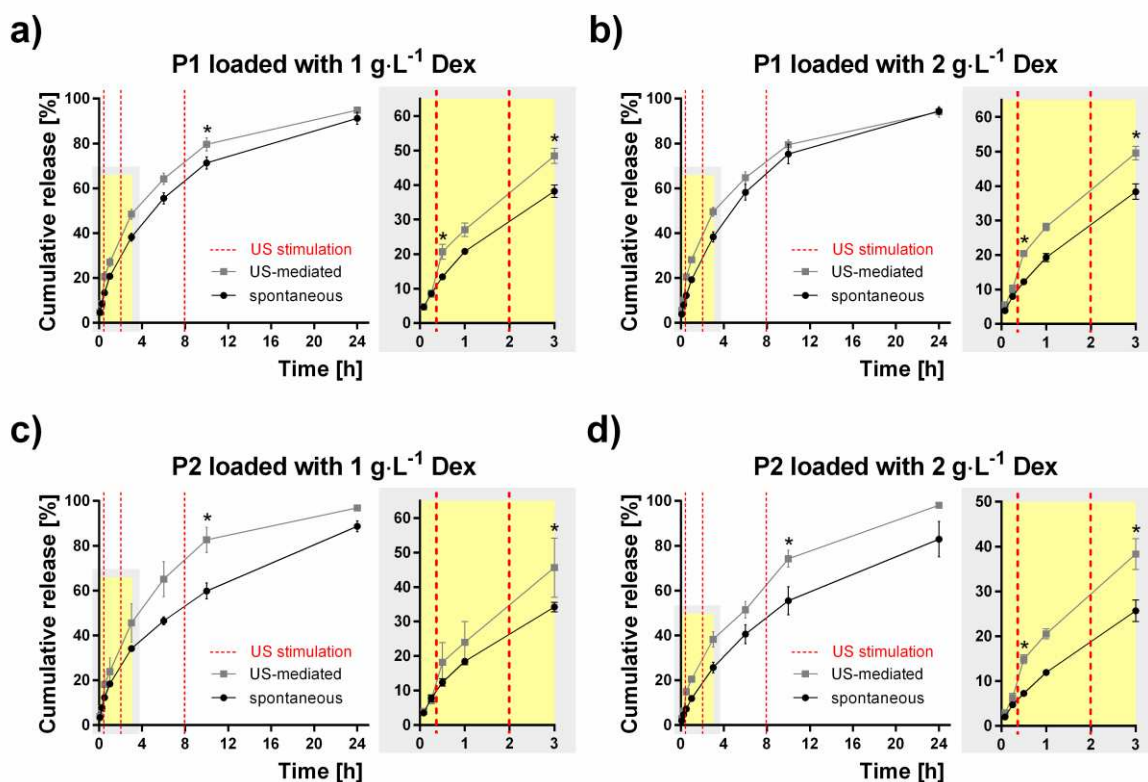 a)
P1 loaded with 1 g·L⁻¹ Dex
Cumulative release [%]
100
80
60
40
20
0
US stimulation
US-mediated
spontaneous
*
0 4 8 12 16 20 24
Time [h]
60
50
40
30
20
10
0
* *
0 1 2 3
b)
P1 loaded with 2 g·L⁻¹ Dex
Cumulative release [%]
100
80
60
40
20
0
US stimulation
US-mediated
spontaneous
0 4 8 12 16 20 24
Time [h]
60
50
40
30
20
10
0
* *
0 1 2 3
c)
P2 loaded with 1 g·L⁻¹ Dex
Cumulative release [%]
100
80
60
40
20
0
US stimulation
US-mediated
spontaneous
*
0 4 8 12 16 20 24
Time [h]
60
50
40
30
20
10
0
*
0 1 2 3
d)
P2 loaded with 2 g·L⁻¹ Dex
Cumulative release [%]
100
80
60
40
20
0
US stimulation
US-mediated
spontaneous
*
0 4 8 12 16 20 24
Time [h]
50
40
30
20
10
0
* *
0 1 2 3